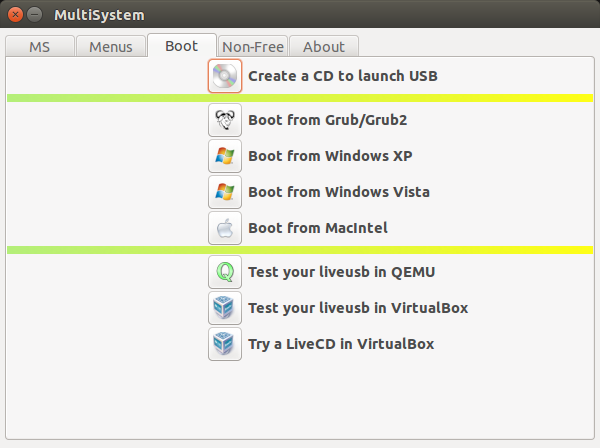 MultiSystem
MS Menus Boot Non-Free About
Create a CD to launch USB
Boot from Grub/Grub2
Boot from Windows XP
Boot from Windows Vista
Boot from MacIntel
Test your liveusb in QEMU
Test your liveusb in VirtualBox
Try a LiveCD in VirtualBox